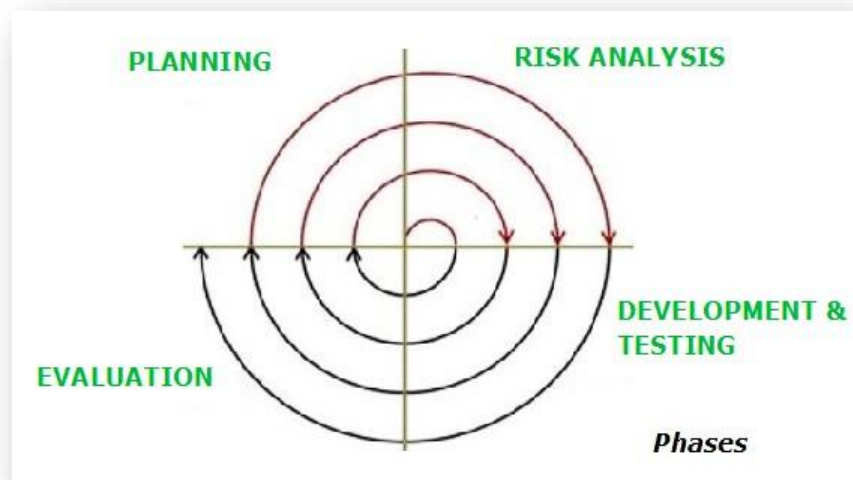 PLANNING
RISK ANALYSIS
DEVELOPMENT &
TESTING
EVALUATION
Phases